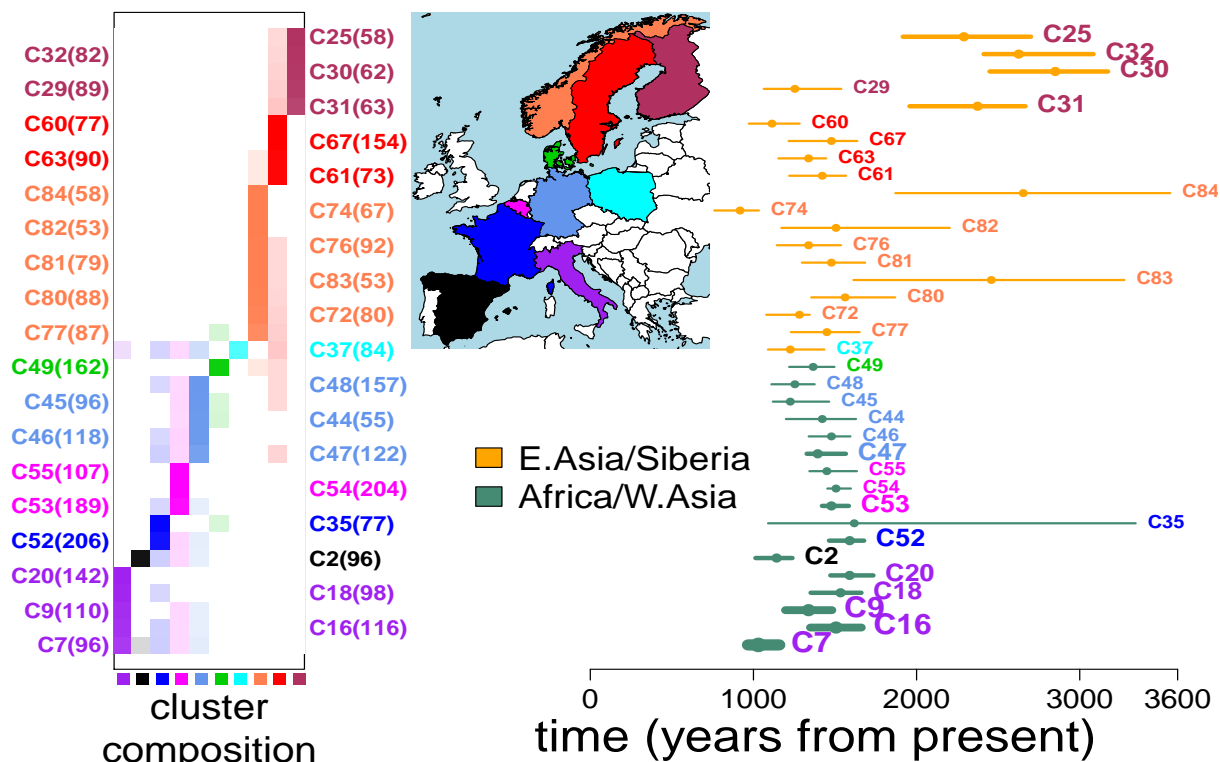 C32(82)
C29(89)
C60(77)
C63(90)
C84(58)
C82(53)
C81(79)
C80(88)
C77(87)
C49(162)
C45(96)
C46(118)
C55(107)
C53(189)
C52(206)
C20(142)
C9(110)
C7(96)
C25(58)
C30(62)
C31(63)
C67(154)
C61(73)
C74(67)
C76(92)
C83(53)
C72(80)
C37(84)
C48(157)
C44(55)
C47(122)
C54(204)
C35(77)
C2(96)
C18(98)
C16(116)
cluster
composition
E.Asia/Siberia
Africa/W.Asia
C25
C32
C30
C29
C31
C60
C67
C63
C61
C84
C74
C82
C76
C81
C83
C80
C72
C77
C37
C49
C48
C45
C44
C46
C47
C55
C54
C53
C35
C52
C2
C20
C18
C9
C16
C7
0 1000 2000 3000 3600
time (years from present)